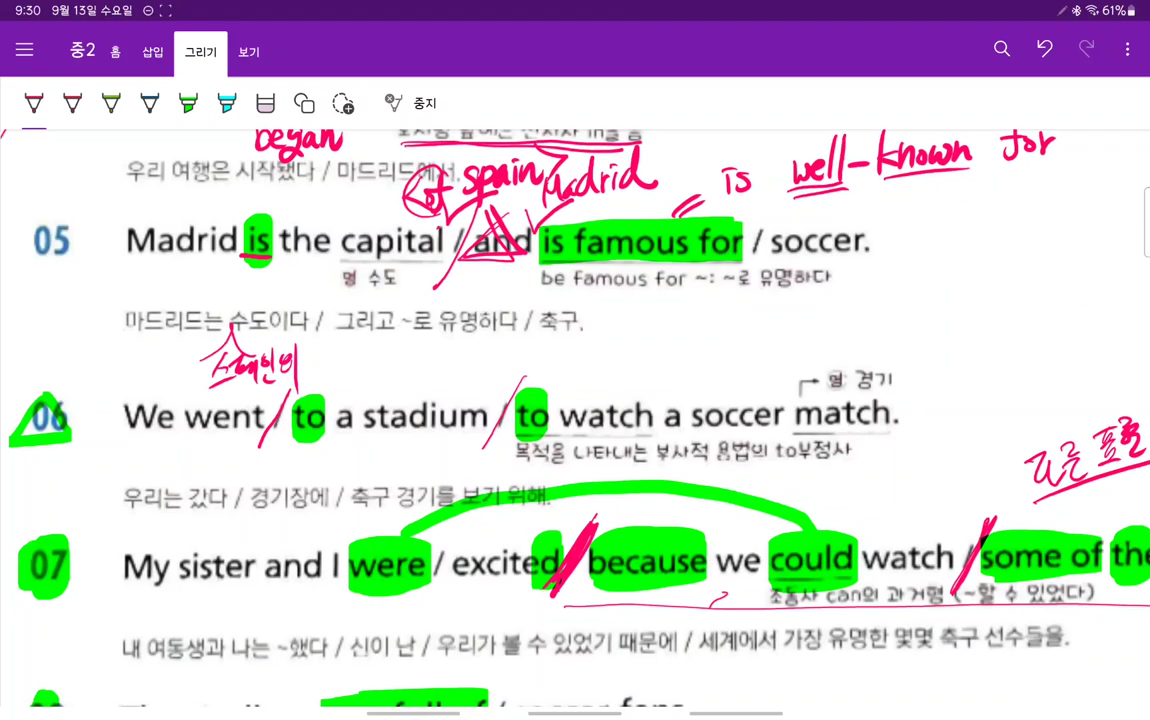 9:30 9월 13일 수요일 61%
중2 홈 삽입 그리기 보기
중지
began is well-known for
우리 여행은 시작됐다 / 마드리드에서.
of spain Madrid
05 Madrid is the capital / and is famous for / soccer.
명 수도 be famous for ~: ~로 유명하다
마드리드는 수도이다 / 그리고 ~로 유명하다 / 축구.
스페인의
명 경기
06 We went / to a stadium / to watch a soccer match.
목적을 나타내는 부사적 용법의 to부정사
우리는 갔다 / 경기장에 / 축구 경기를 보기 위해.
07 My sister and I were / excited / because we could watch / some of the
조동사 can의 과거형 (~할 수 있었다)
내 여동생과 나는 ~했다 / 신이 난 / 우리가 볼 수 있었기 때문에 / 세계에서 가장 유명한 몇몇 축구 선수들을.